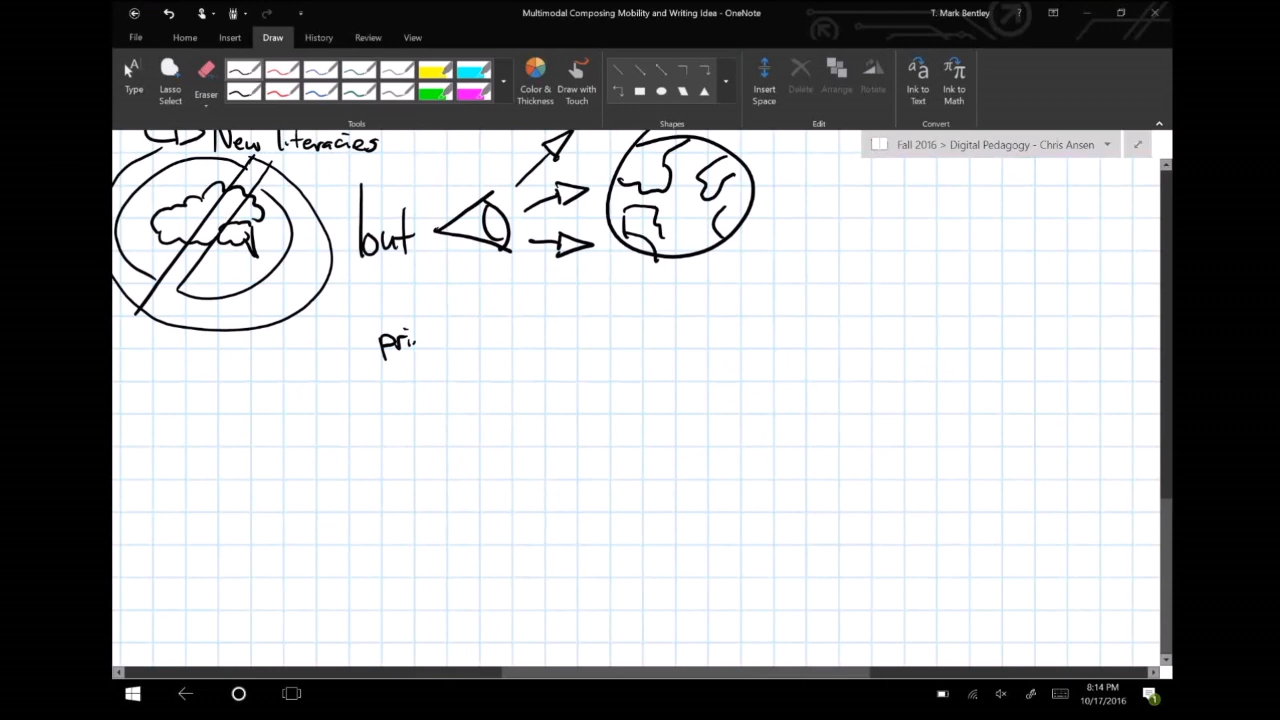 Multimodal Composing Mobility and Writing Idea - OneNote
T. Mark Bentley
?
File Home Insert Draw History Review View
Type
Lasso Select
Eraser
Color & Thickness
Draw with Touch
Insert Space
Delete
Arrange
Rotate
Ink to Text
Ink to Math
Tools
Shapes
Edit
Convert
New literacies
Fall 2016 > Digital Pedagogy - Chris Ansen
but
pri
8:14 PM
10/17/2016
1